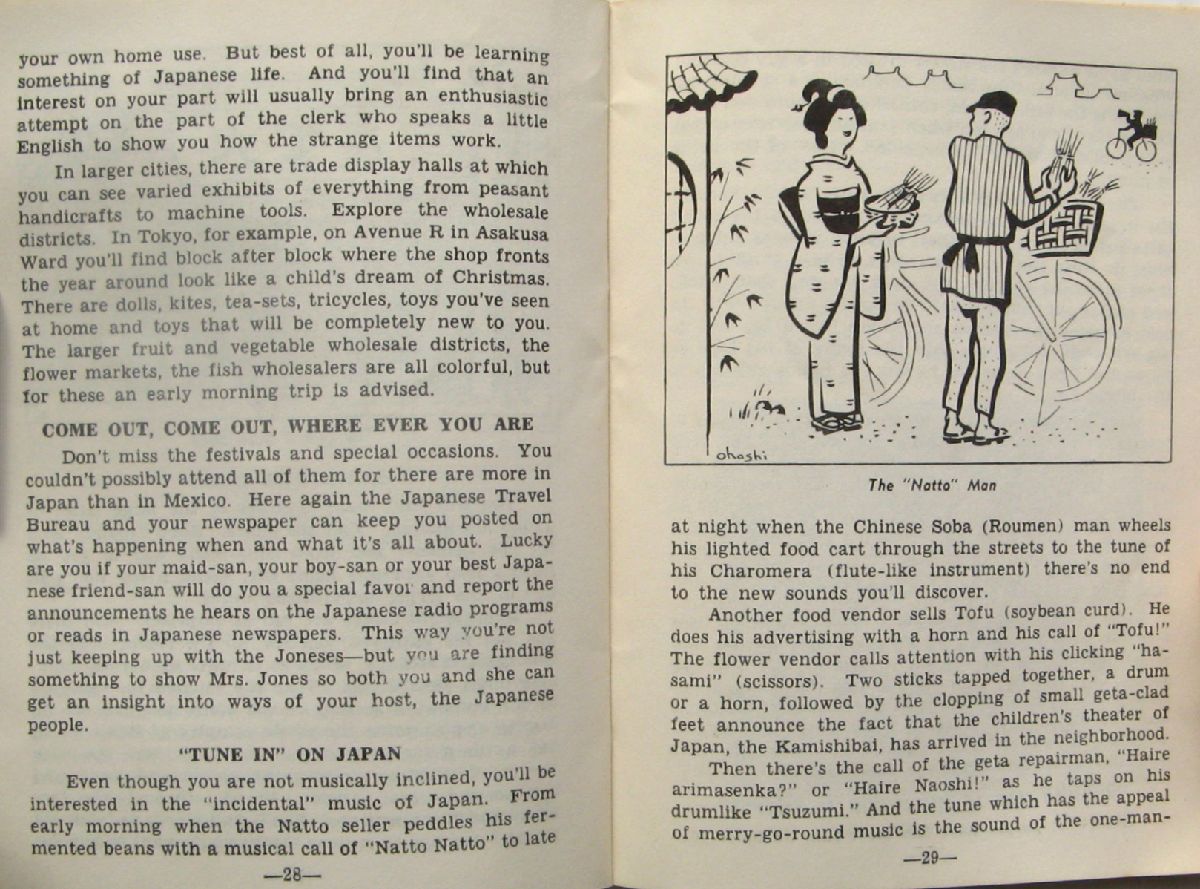 your own home use. But best of all, you'll be learning
something of Japanese life. And you'll find that an
interest on your part will usually bring an enthusiastic
attempt on the part of the clerk who speaks a little
English to show you how the strange items work.
In larger cities, there are trade display halls at which
you can see varied exhibits of everything from peasant
handicrafts to machine tools. Explore the wholesale
districts. In Tokyo, for example, on Avenue R in Asakusa
Ward you'll find block after block where the shop fronts
the year around look like a child's dream of Christmas.
There are dolls, kites, tea-sets, tricycles, toys you've seen
at home and toys that will be completely new to you.
The larger fruit and vegetable wholesale districts, the
flower markets, the fish wholesalers are all colorful, but
for these an early morning trip is advised.
COME OUT, COME OUT, WHERE EVER YOU ARE
Don't miss the festivals and special occasions. You
couldn't possibly attend all of them for there are more in
Japan than in Mexico. Here again the Japanese Travel
Bureau and your newspaper can keep you posted on
what's happening when and what it's all about. Lucky
are you if your maid-san, your boy-san or your best Japa-
nese friend-san will do you a special favor and report the
announcements he hears on the Japanese radio programs
or reads in Japanese newspapers. This way you're not
just keeping up with the Joneses—but you are finding
something to show Mrs. Jones so both you and she can
get an insight into ways of your host, the Japanese
people.
"TUNE IN" ON JAPAN
Even though you are not musically inclined, you'll be
interested in the "incidental" music of Japan. From
early morning when the Natto seller peddles his fer-
mented beans with a musical call of "Natto Natto" to late
—28—
ohashi
The "Natto" Man
at night when the Chinese Soba (Roumen) man wheels
his lighted food cart through the streets to the tune of
his Charomera (flute-like instrument) there's no end
to the new sounds you'll discover.
Another food vendor sells Tofu (soybean curd). He
does his advertising with a horn and his call of "Tofu!"
The flower vendor calls attention with his clicking "ha-
sami" (scissors). Two sticks tapped together, a drum
or a horn, followed by the clopping of small geta-clad
feet announce the fact that the children's theater of
Japan, the Kamishibai, has arrived in the neighborhood.
Then there's the call of the geta repairman, "Haire
arimasenka?" or "Haire Naoshi!" as he taps on his
drumlike "Tsuzumi." And the tune which has the appeal
of merry-go-round music is the sound of the one-man-
—29—